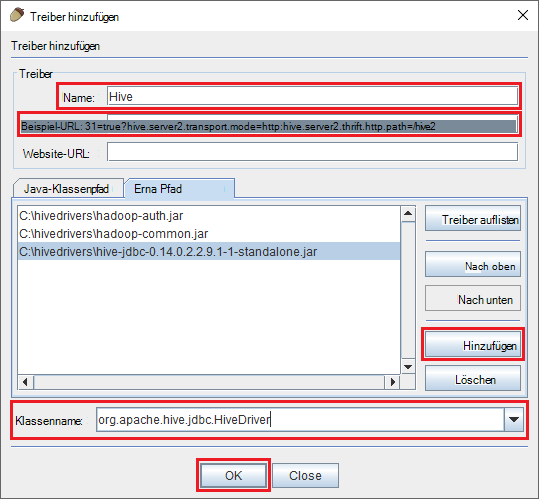 Treiber hinzufügen
Treiber hinzufügen
Treiber
Name: Hive
Beispiel-URL: 31=true?hive.server2.transport.mode=http:hive.server2.thrift.http.path=/hive2
Website-URL:
Java-Klassenpfad Erna Pfad
C:\hivedrivers\hadoop-auth.jar
C:\hivedrivers\hadoop-common.jar
C:\hivedrivers\hive-jdbc-0.14.0.2.2.9.1-1-standalone.jar
Treiber auflisten
Nach oben
Nach unten
Hinzufügen
Löschen
Klassenname: org.apache.hive.jdbc.HiveDriver
OK Close